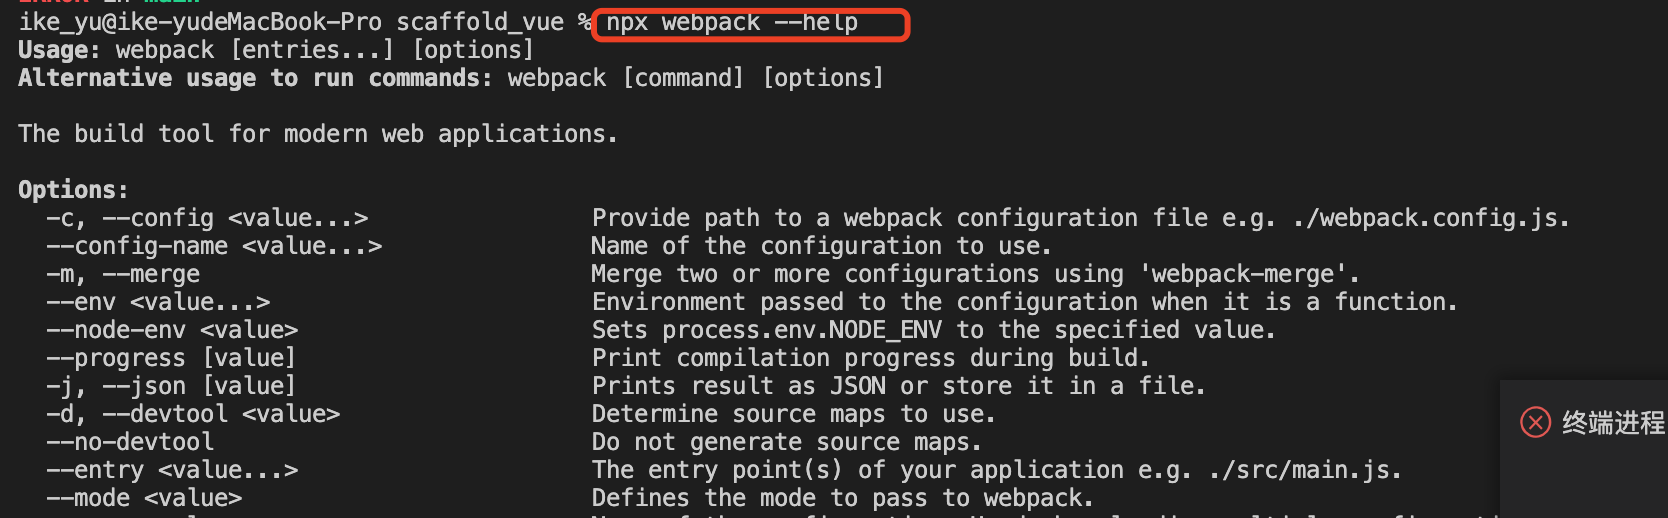 ERROR in main
ike_yu@ike-yudeMacBook-Pro scaffold_vue % npx webpack --help
Usage: webpack [entries...] [options]
Alternative usage to run commands: webpack [command] [options]
The build tool for modern web applications.
Options:
-c, --config <value...> Provide path to a webpack configuration file e.g. ./webpack.config.js.
--config-name <value...> Name of the configuration to use.
-m, --merge Merge two or more configurations using 'webpack-merge'.
--env <value...> Environment passed to the configuration when it is a function.
--node-env <value> Sets process.env.NODE_ENV to the specified value.
--progress [value] Print compilation progress during build.
-j, --json [value] Prints result as JSON or store it in a file.
-d, --devtool <value> Determine source maps to use.
--no-devtool Do not generate source maps.
--entry <value...> The entry point(s) of your application e.g. ./src/main.js.
--mode <value> Defines the mode to pass to webpack.
终端进程